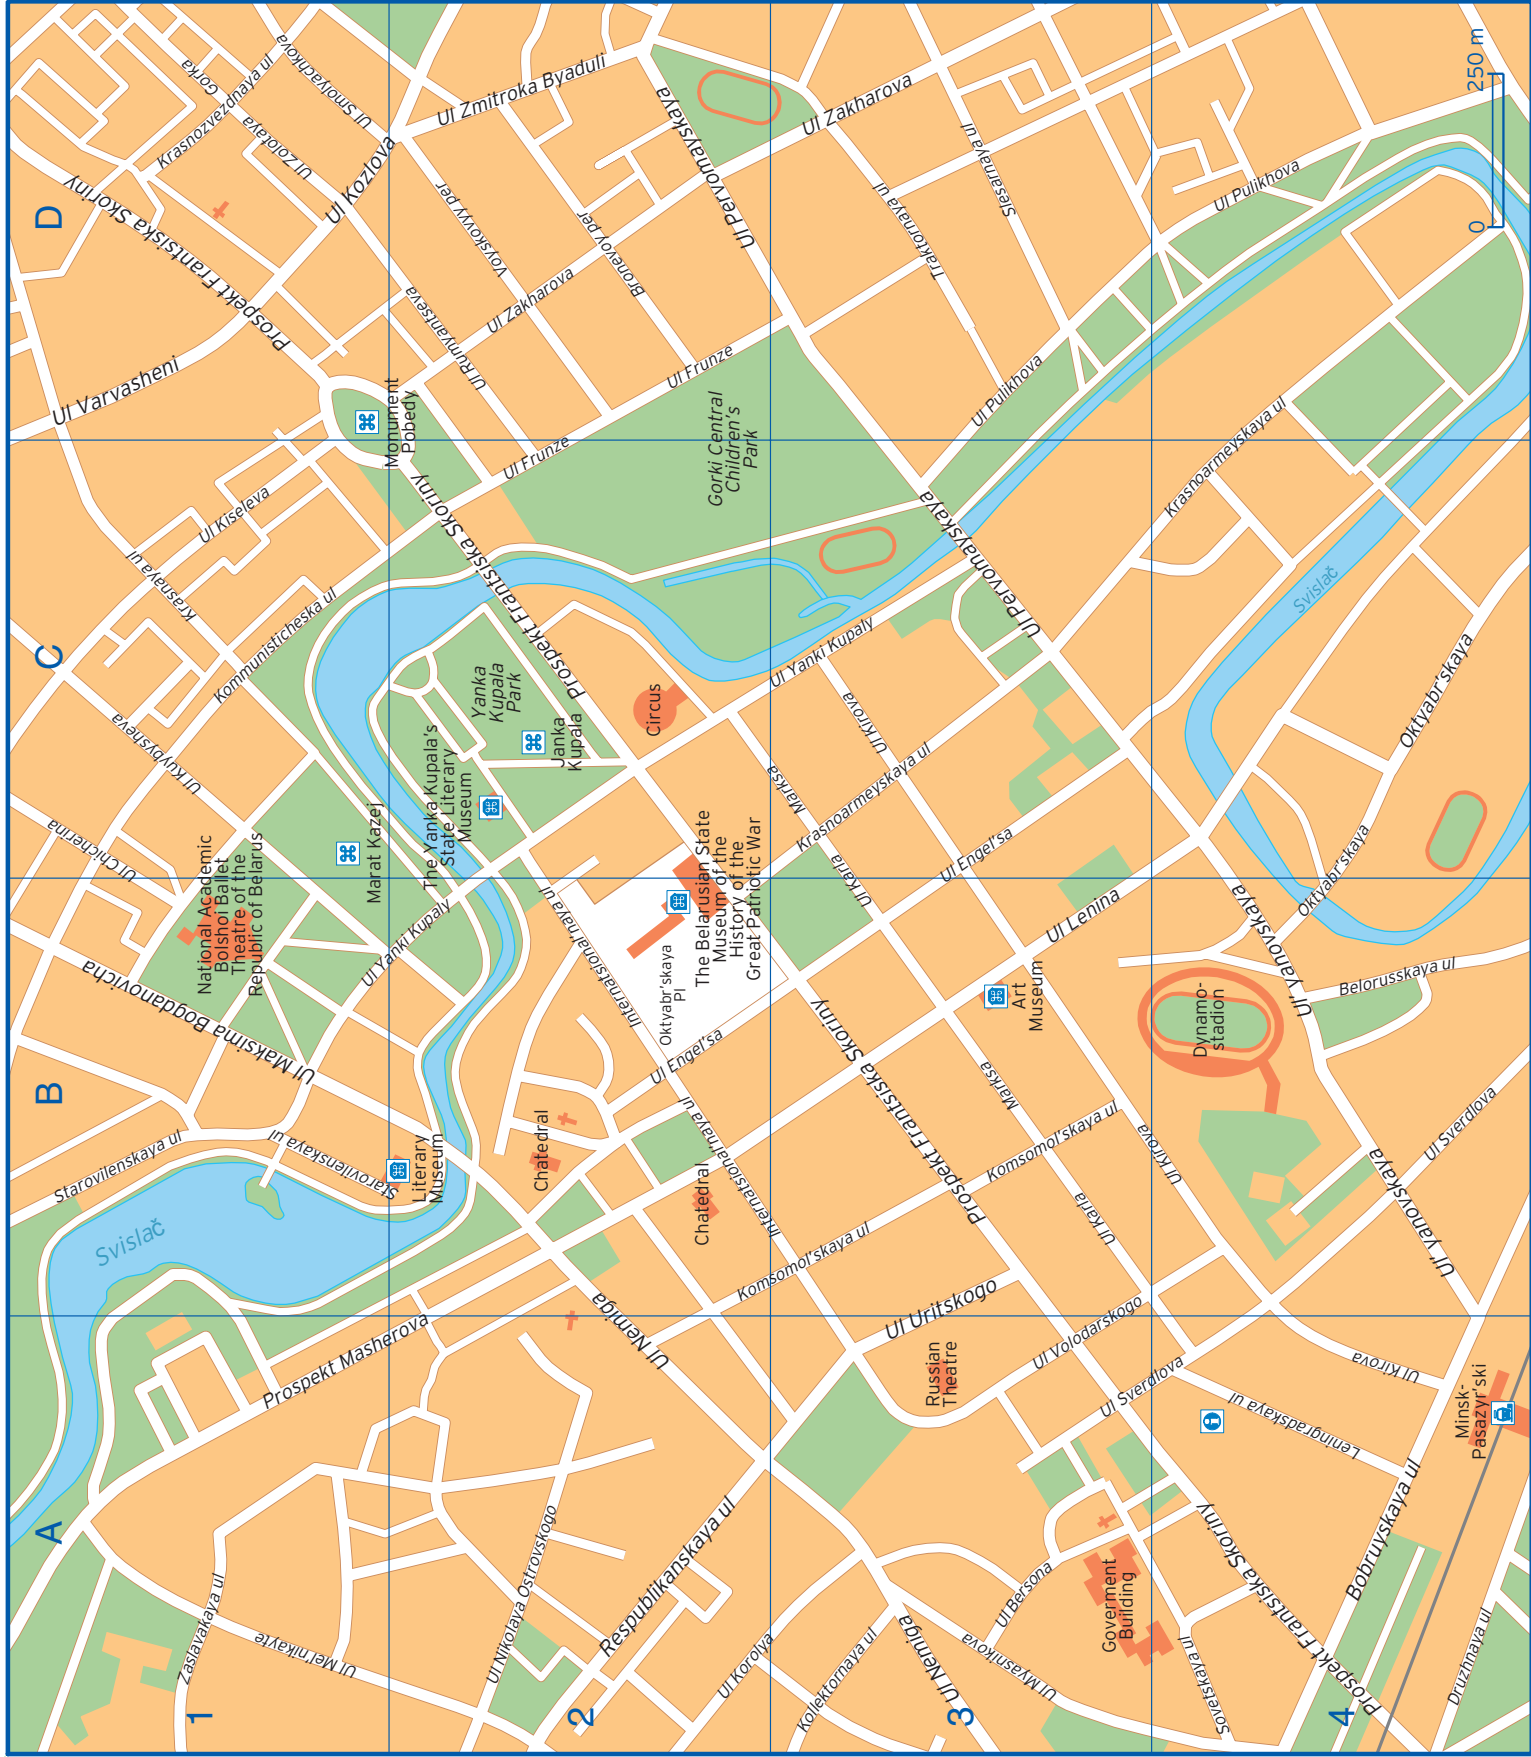 D
C
B
A
1
2
3
4
250 m
0
Krasnozvezdnaya ul
Gorka
Ul Smolyachkova
Ul Zolotaya
Ul Kozlova
Ul Zmitroka Byaduli
Prospekt Frantsiska Skoriny
Ul Varvasheni
Voyskovyy per
Bronevoy per
Ul Zakharova
Ul Zakharova
Ul Rumyantseva
Ul Pervomayskaya
Ul Frunze
Ul Frunze
Traktornaya ul
Slesarnaya ul
Ul Pulikhova
Ul Pulikhova
Monument
Pobedy
Gorki Central
Children's
Park
Ul Kiseleva
Krasnaya ul
Kommunisticheska ul
Ul Kuybysheva
Ul Chicherina
Prospekt Frantsiska Skoriny
Yanka
Kupala
Park
Janka
Kupala
Circus
The Yanka Kupala's
State Literary
Museum
Marat Kazej
National Academic
Bolshoi Ballet
Theatre of the
Republic of Belarus
Ul Yanki Kupaly
Ul Yanki Kupaly
Ul Pervomayskaya
Krasnoarmeyskaya ul
Krasnoarmeyskaya ul
Ul Kirova
Marksa
Ul Karla
Ul Engel'sa
Ul Engel'sa
Svislač
Oktyabr'skaya
Oktyabr'skaya
The Belarusian State
Museum of the
History of the
Great Patriotic War
Oktyabr'skaya
Pl
Internatsional'naya ul
Internatsional'naya ul
Ul Maksima Bogdanovicha
Starovilenskaya ul
Starovilenskaya ul
Svislač
Literary
Museum
Chatedral
Chatedral
Ul Lenina
Art
Museum
Dynamo-
stadion
Ul' yanovskaya
Ul' yanovskaya
Belorusskaya ul
Ul Sverdlova
Ul Sverdlova
Prospekt Frantsiska Skoriny
Marksa
Ul Karla
Komsomol'skaya ul
Komsomol'skaya ul
Ul Kirova
Ul Kirova
Prospekt Masherova
Ul Nemiga
Ul Nemiga
Ul Uritskogo
Ul Volodarskogo
Russian
Theatre
Leningradskaya ul
Minsk-
Pasažyr'ski
Bobruyskaya ul
Druzhnaya ul
Prospekt Frantsiska Skoriny
Goverment
Building
Sovetskaya ul
Ul Bersona
Ul Myasnikova
Kollektornaya ul
Ul Korolya
Respublikanskaya ul
Ul Nikolaya Ostrovskogo
Ul Mel'nikayte
Zaslavakaya ul